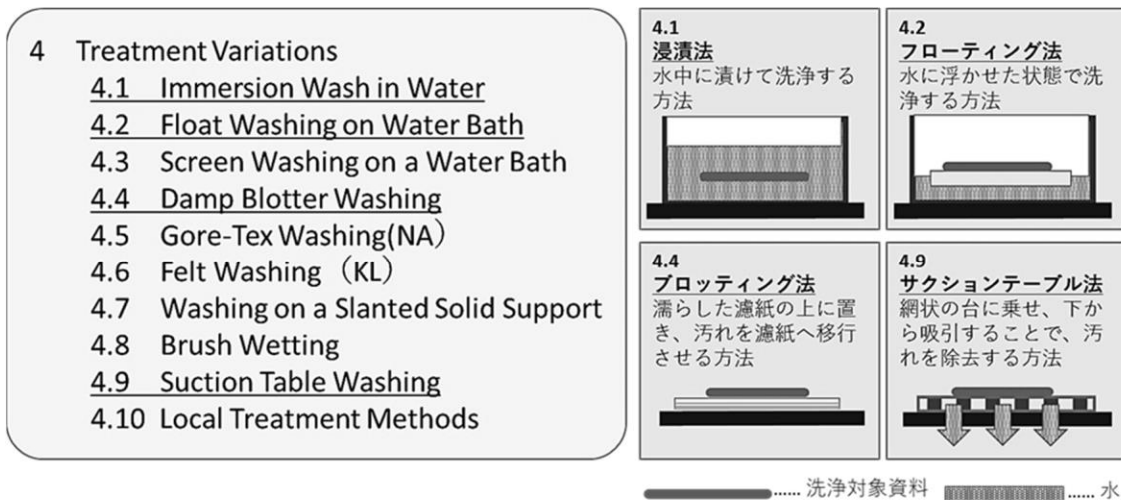 4 Treatment Variations
4.1 Immersion Wash in Water
4.2 Float Washing on Water Bath
4.3 Screen Washing on a Water Bath
4.4 Damp Blotter Washing
4.5 Gore-Tex Washing(NA）
4.6 Felt Washing （KL）
4.7 Washing on a Slanted Solid Support
4.8 Brush Wetting
4.9 Suction Table Washing
4.10 Local Treatment Methods
4.1
浸漬法
水中に漬けて洗浄する
方法
4.2
フローティング法
水に浮かせた状態で洗
浄する方法
4.4
ブロッティング法
濡らした濾紙の上に置
き、汚れを濾紙へ移行
させる方法
4.9
サクションテーブル法
網状の台に乗せ、下か
ら吸引することで、汚
れを除去する方法
...... 洗浄対象資料 ...... 水